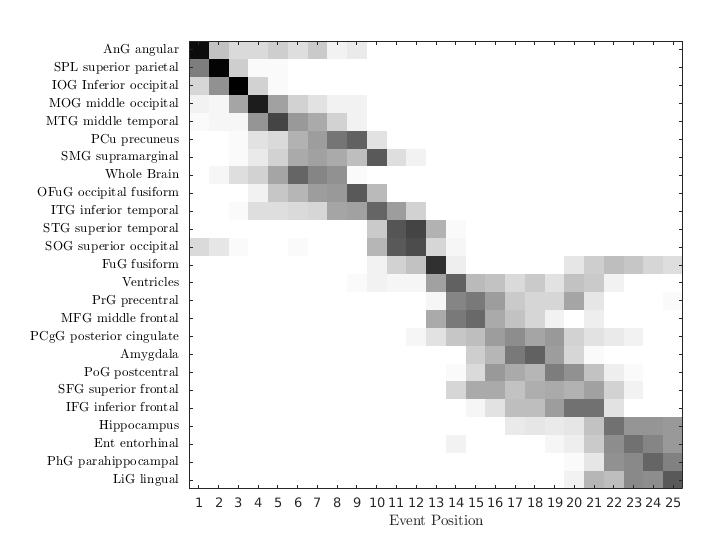 AnG angular
SPL superior parietal
IOG Inferior occipital
MOG middle occipital
MTG middle temporal
PCu precuneus
SMG supramarginal
Whole Brain
OFuG occipital fusiform
ITG inferior temporal
STG superior temporal
SOG superior occipital
FuG fusiform
Ventricles
PrG precentral
MFG middle frontal
PCgG posterior cingulate
Amygdala
PoG postcentral
SFG superior frontal
IFG inferior frontal
Hippocampus
Ent entorhinal
PhG parahippocampal
LiG lingual
1 2 3 4 5 6 7 8 9 10 11 12 13 14 15 16 17 18 19 20 21 22 23 24 25
Event Position